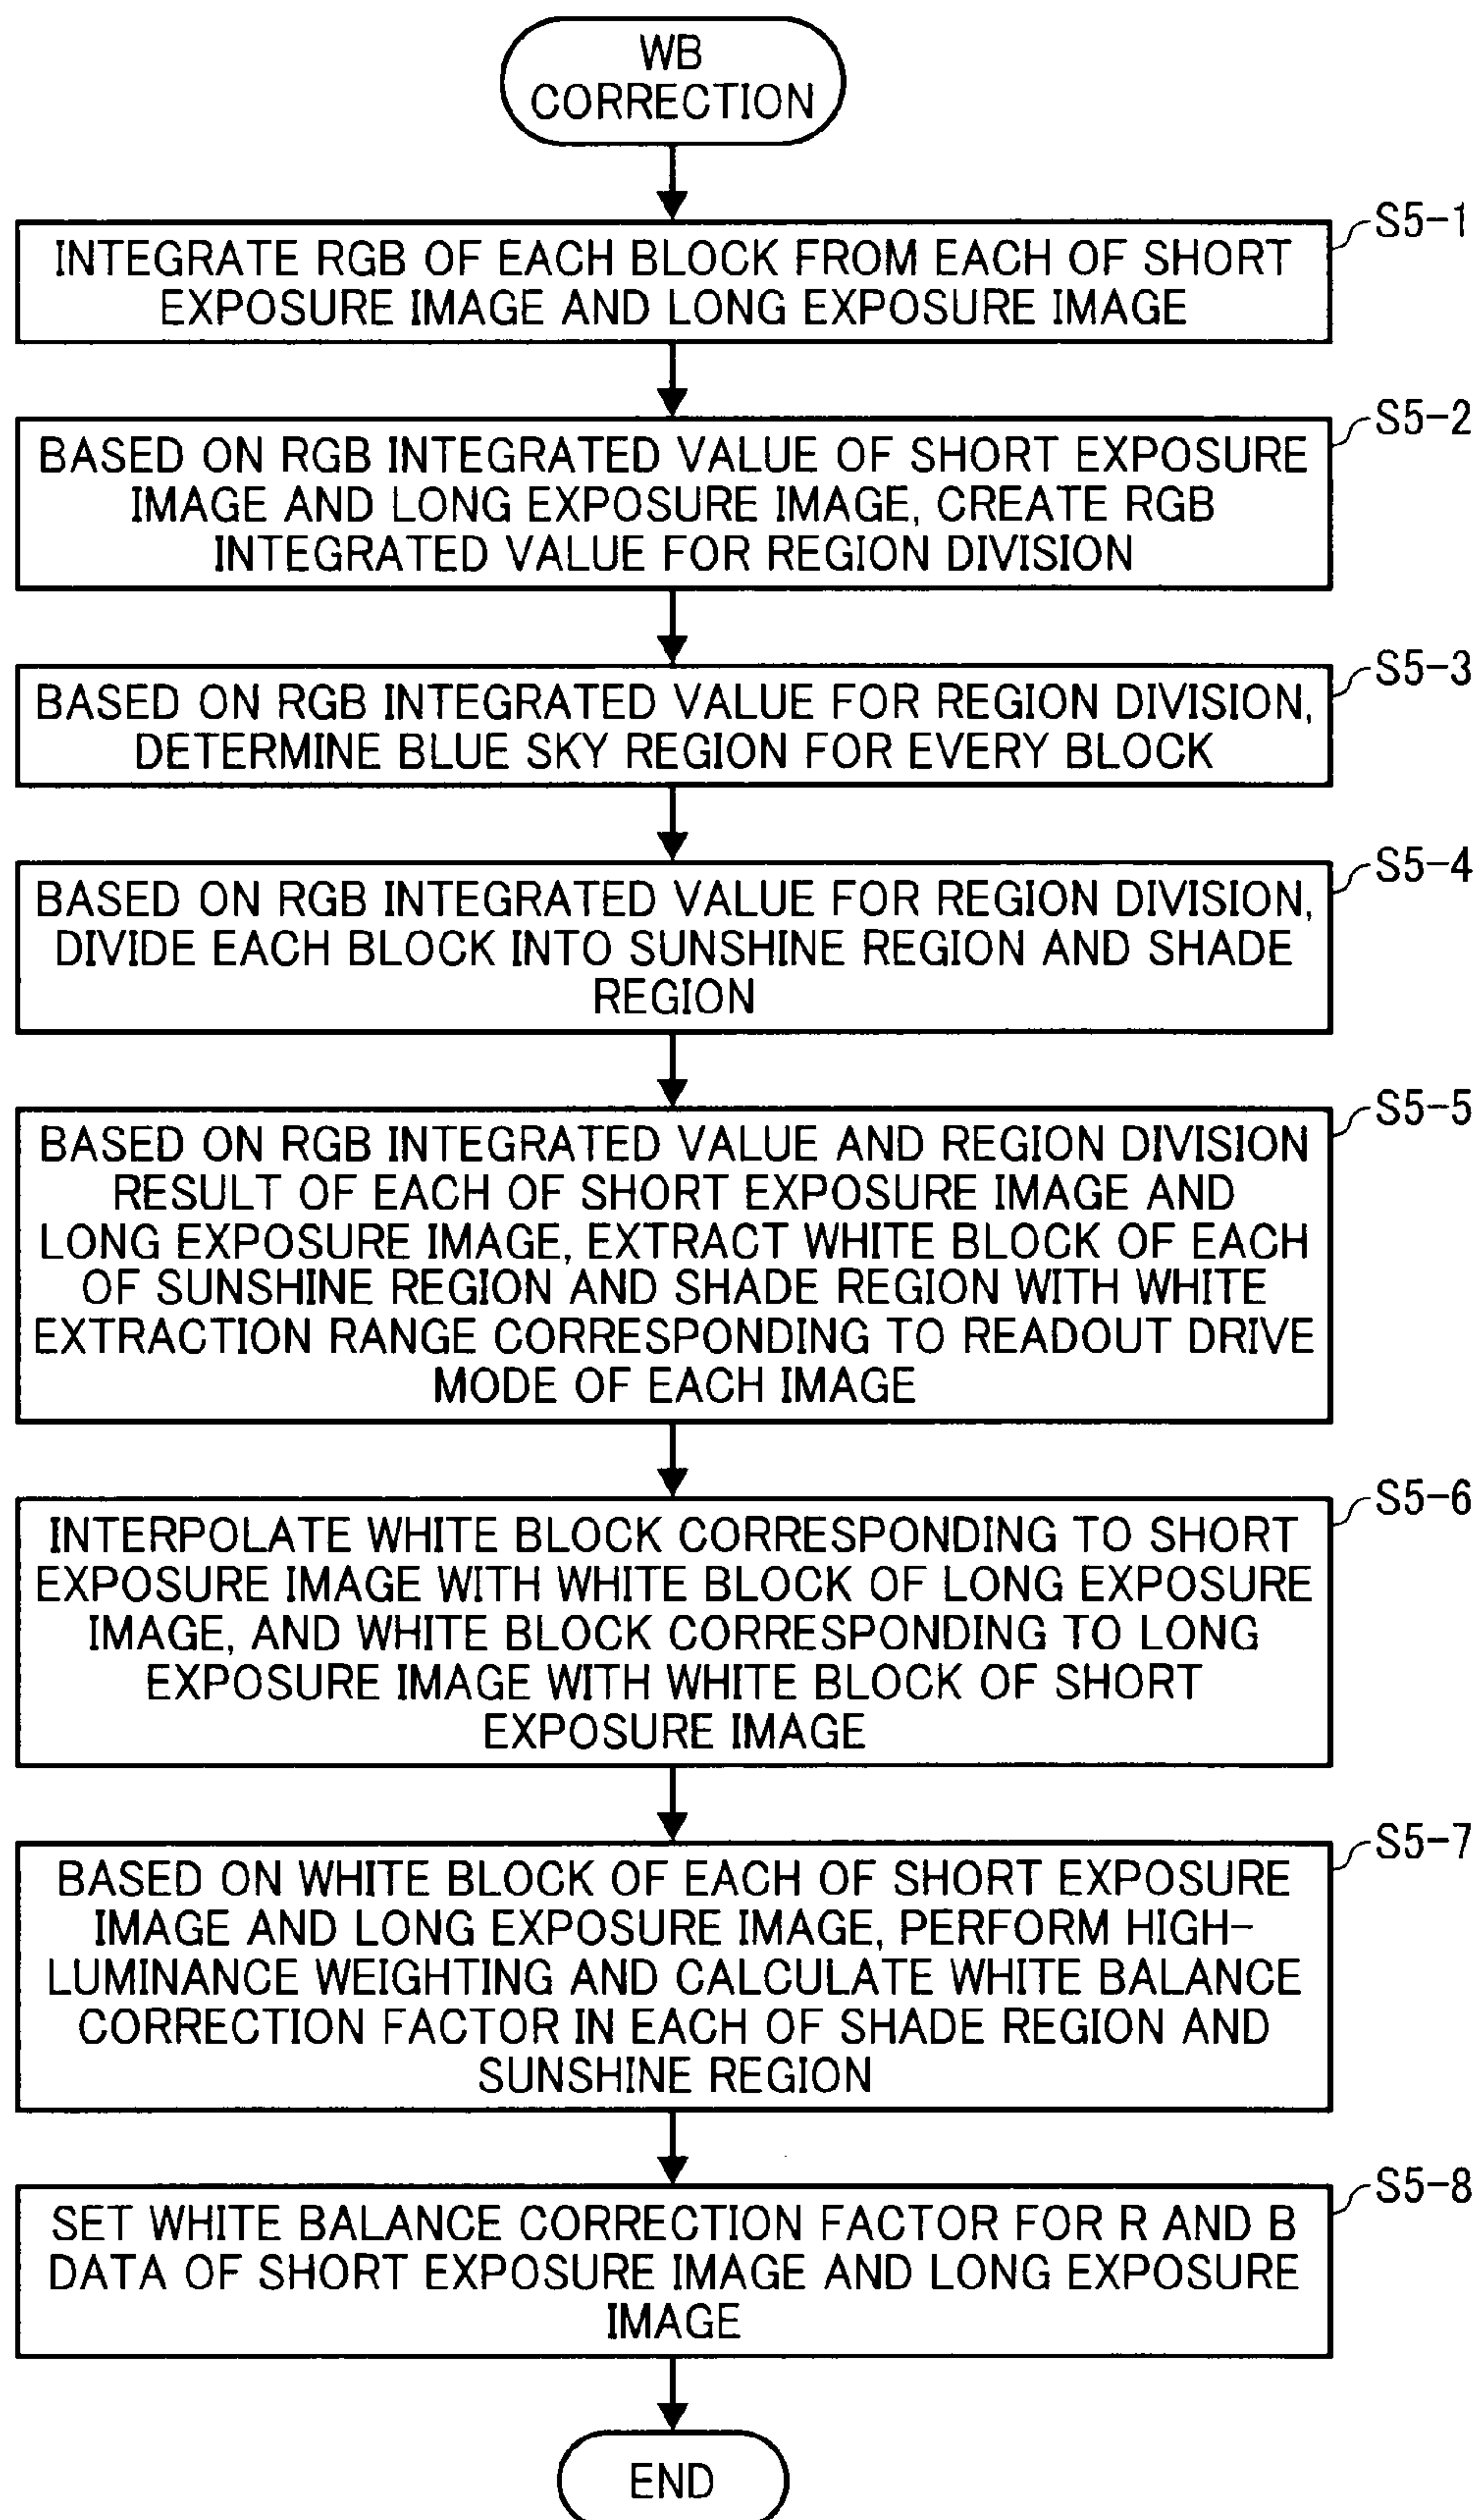 WB
CORRECTION
S5-1
INTEGRATE RGB OF EACH BLOCK FROM EACH OF SHORT
EXPOSURE IMAGE AND LONG EXPOSURE IMAGE
S5-2
BASED ON RGB INTEGRATED VALUE OF SHORT EXPOSURE
IMAGE AND LONG EXPOSURE IMAGE, CREATE RGB
INTEGRATED VALUE FOR REGION DIVISION
S5-3
BASED ON RGB INTEGRATED VALUE FOR REGION DIVISION,
DETERMINE BLUE SKY REGION FOR EVERY BLOCK
S5-4
BASED ON RGB INTEGRATED VALUE FOR REGION DIVISION,
DIVIDE EACH BLOCK INTO SUNSHINE REGION AND SHADE
REGION
S5-5
BASED ON RGB INTEGRATED VALUE AND REGION DIVISION
RESULT OF EACH OF SHORT EXPOSURE IMAGE AND
LONG EXPOSURE IMAGE, EXTRACT WHITE BLOCK OF EACH
OF SUNSHINE REGION AND SHADE REGION WITH WHITE
EXTRACTION RANGE CORRESPONDING TO READOUT DRIVE
MODE OF EACH IMAGE
S5-6
INTERPOLATE WHITE BLOCK CORRESPONDING TO SHORT
EXPOSURE IMAGE WITH WHITE BLOCK OF LONG EXPOSURE
IMAGE, AND WHITE BLOCK CORRESPONDING TO LONG
EXPOSURE IMAGE WITH WHITE BLOCK OF SHORT
EXPOSURE IMAGE
S5-7
BASED ON WHITE BLOCK OF EACH OF SHORT EXPOSURE
IMAGE AND LONG EXPOSURE IMAGE, PERFORM HIGH-
LUMINANCE WEIGHTING AND CALCULATE WHITE BALANCE
CORRECTION FACTOR IN EACH OF SHADE REGION AND
SUNSHINE REGION
S5-8
SET WHITE BALANCE CORRECTION FACTOR FOR R AND B
DATA OF SHORT EXPOSURE IMAGE AND LONG EXPOSURE
IMAGE
END